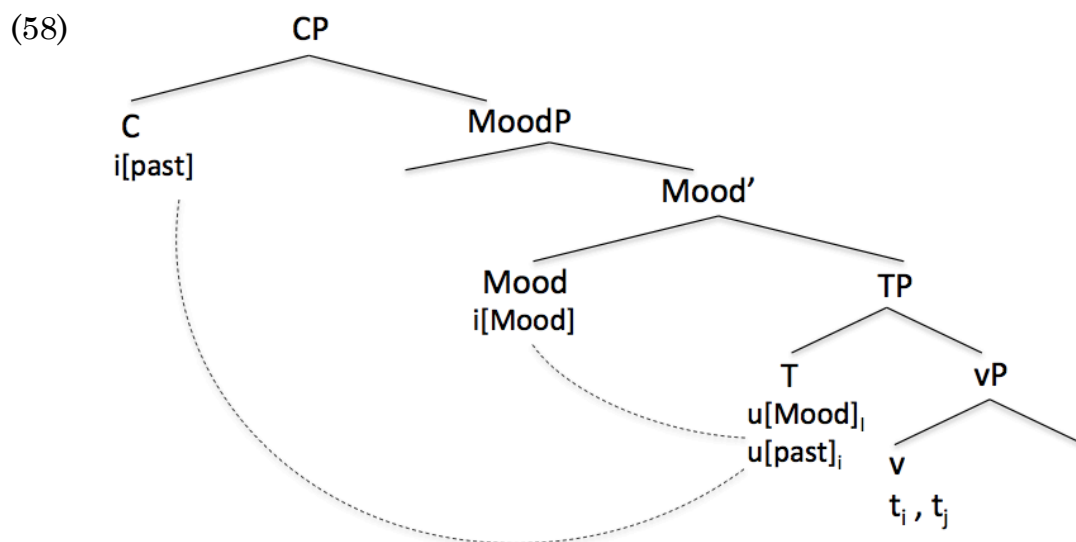 (58) CP
C MoodP
i[past]
Mood’
Mood TP
i[Mood]
T vP
u[Mood]ı
u[past]ᵢ v
tᵢ , tⱼ